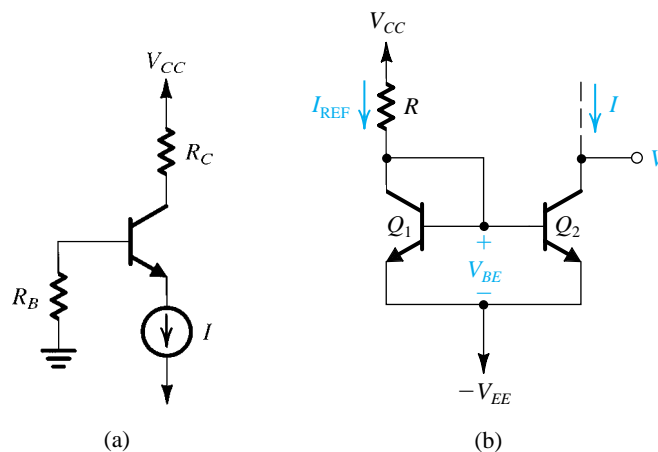 V_CC
R_C
R_B
I
(a)
V_CC
I_REF
R
I
V
Q_1
Q_2
+
V_BE
−
−V_EE
(b)